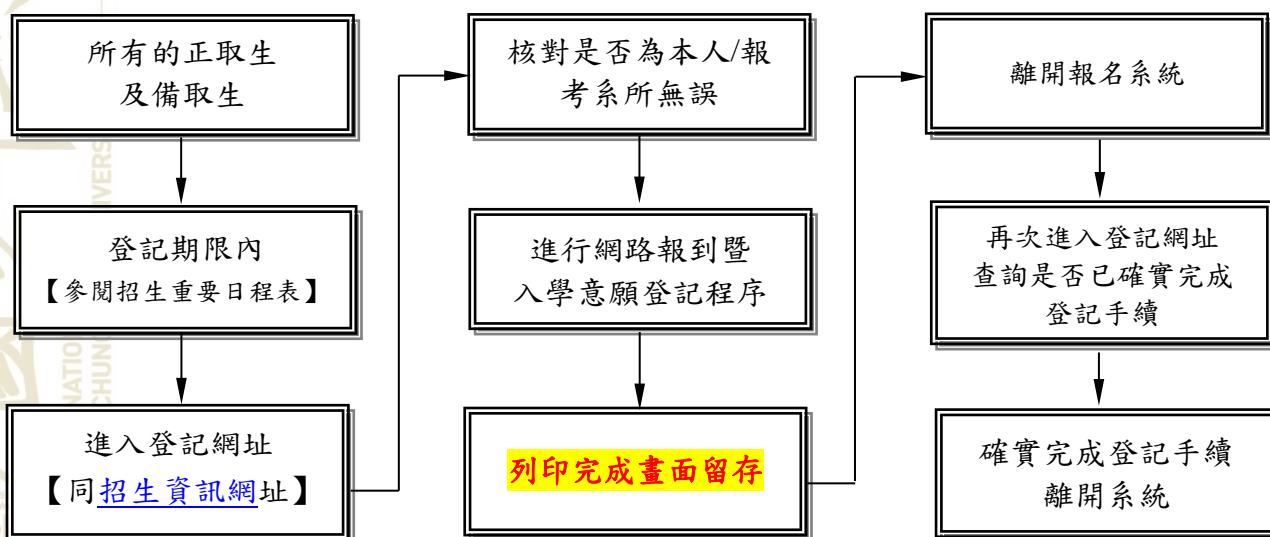 所有的正取生
及備取生
登記期限內
【參閱招生重要日程表】
進入登記網址
【同招生資訊網址】
核對是否為本人/報
考系所無誤
進行網路報到暨
入學意願登記程序
列印完成畫面留存
離開報名系統
再次進入登記網址
查詢是否已確實完成
登記手續
確實完成登記手續
離開系統